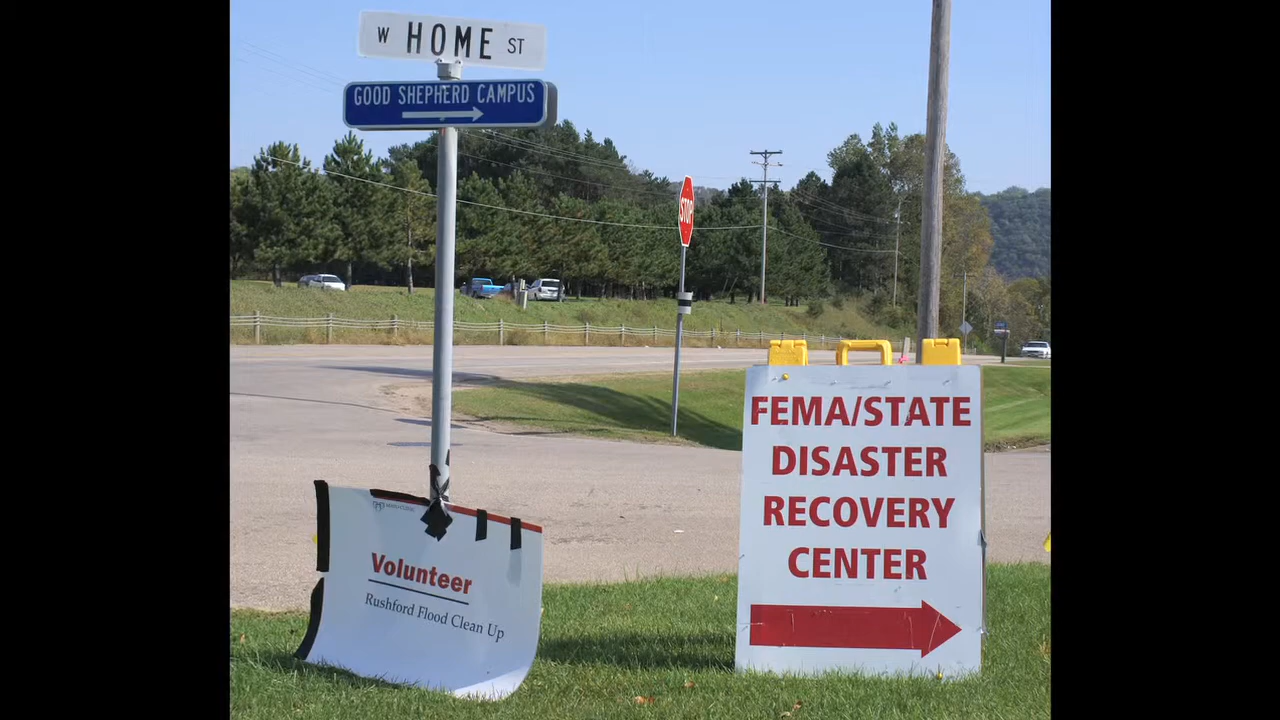 W HOME ST
GOOD SHEPHERD CAMPUS
STOP
FEMA/STATE
DISASTER
RECOVERY
CENTER
Volunteer
Rushford Flood Clean Up